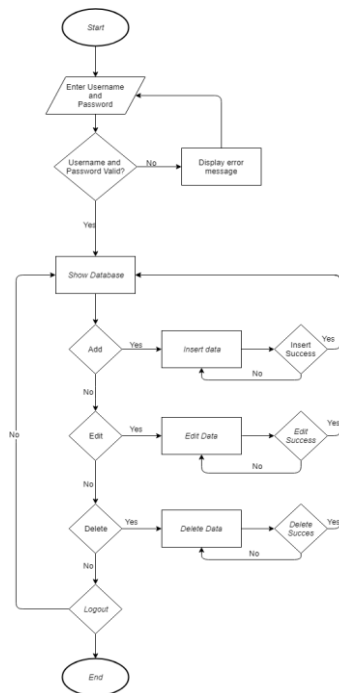 Start
Enter Username
and
Password
Username and
Password Valid?
No
Display error
message
Yes
Show Database
Add
Yes
Insert data
Insert
Success
Yes
No
No
No
Edit
Yes
Edit Data
Edit
Success
Yes
No
No
Delete
Yes
Delete Data
Delete
Succes
Yes
No
No
Logout
End